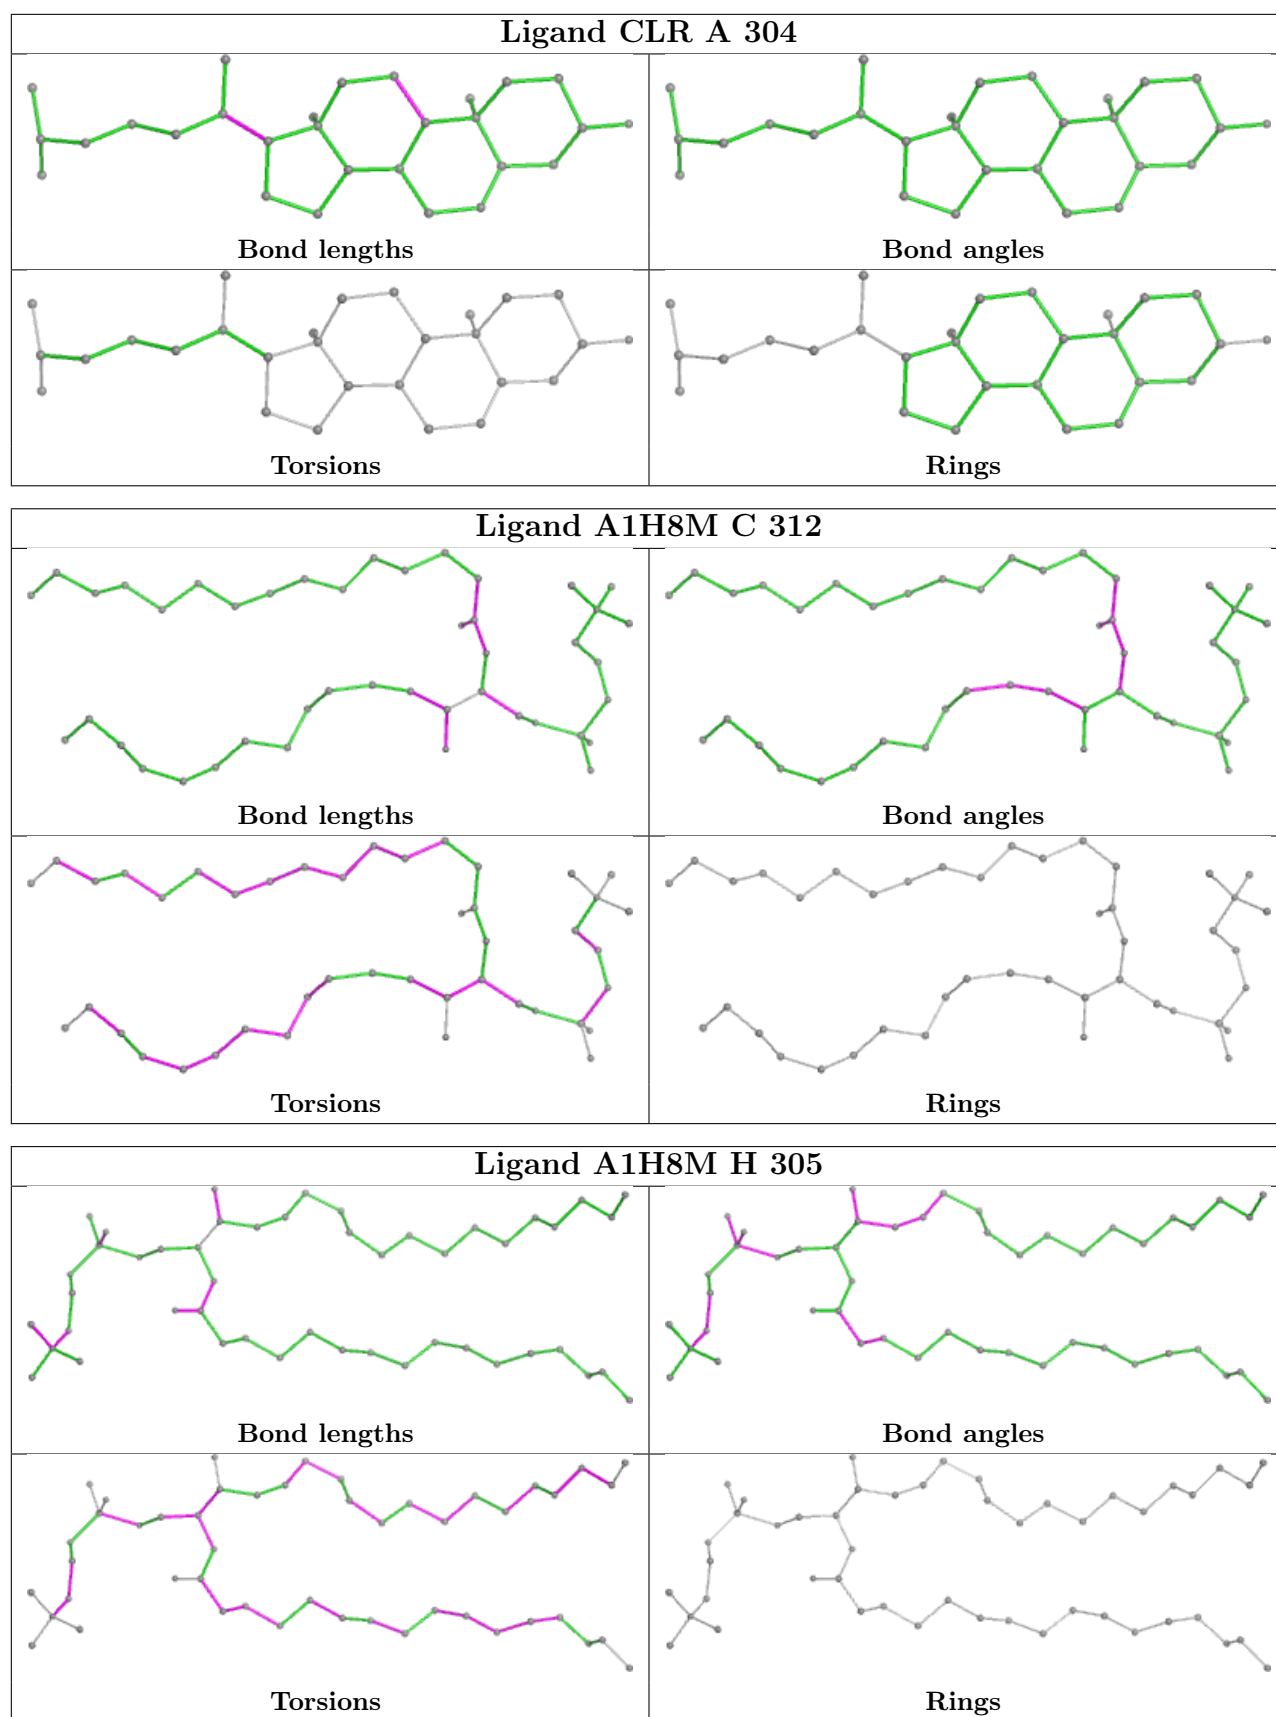 Ligand CLR A 304
Bond lengths
Bond angles
Torsions
Rings
Ligand A1H8M C 312
Bond lengths
Bond angles
Torsions
Rings
Ligand A1H8M H 305
Bond lengths
Bond angles
Torsions
Rings